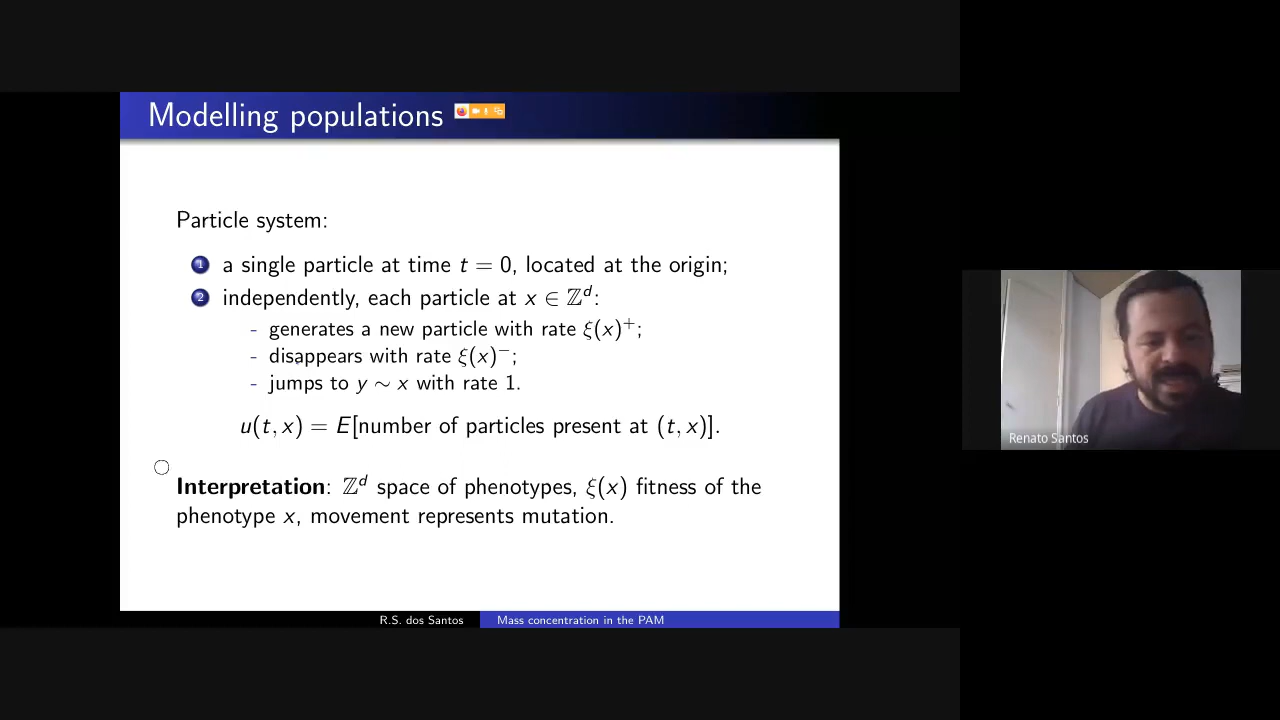 Modelling populations
Particle system:
1 a single particle at time t = 0, located at the origin;
2 independently, each particle at x ∈ ℤᵈ:
- generates a new particle with rate ξ(x)⁺;
- disappears with rate ξ(x)⁻;
- jumps to y ∼ x with rate 1.
u(t, x) = E[number of particles present at (t, x)].
Interpretation: ℤᵈ space of phenotypes, ξ(x) fitness of the
phenotype x, movement represents mutation.
R.S. dos Santos
Mass concentration in the PAM
Renato Santos